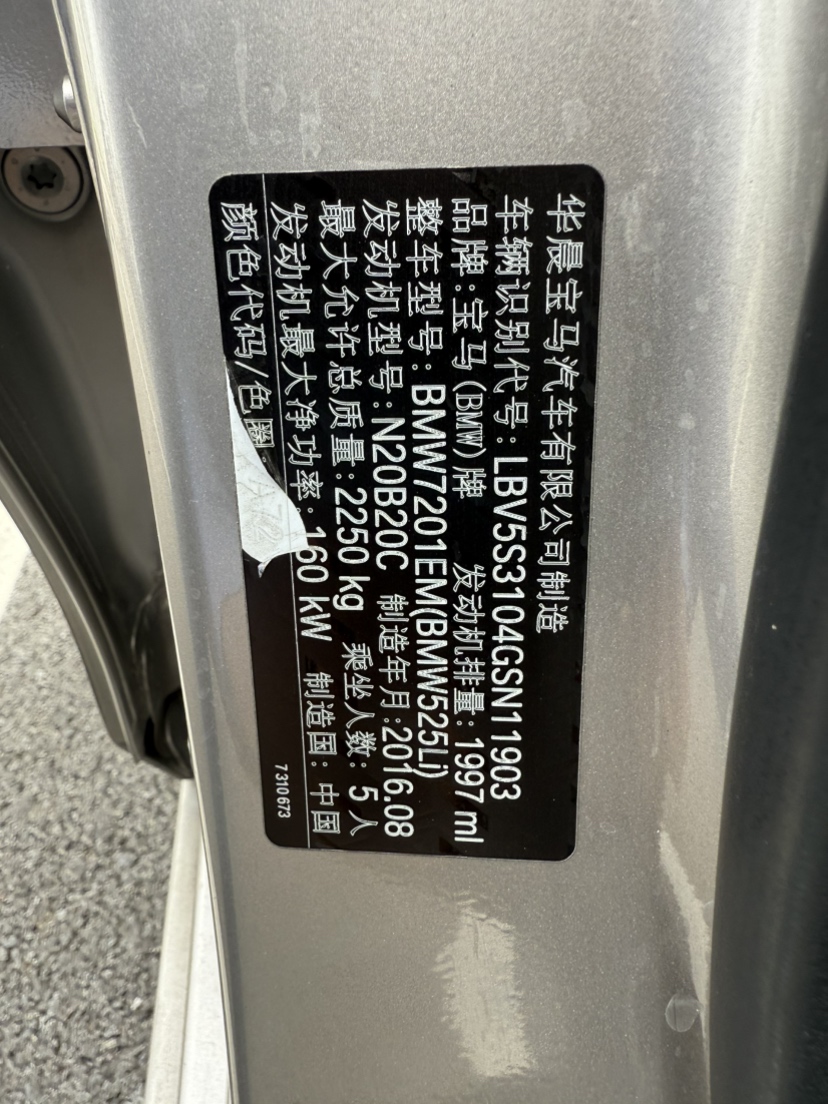 华晨宝马汽车有限公司制造
车辆识别代号:LBV5S3104GSN11903
品牌:宝马(BMW)牌 发动机排量:1997 ml
整车型号:BMW7201EM(BMW525Li)
发动机型号:N20B20C 制造年月:2016.08
最大允许总质量:2250 kg 乘坐人数:5人
发动机最大净功率:160 kW 制造国:中国
颜色代码/色圈:
7310673